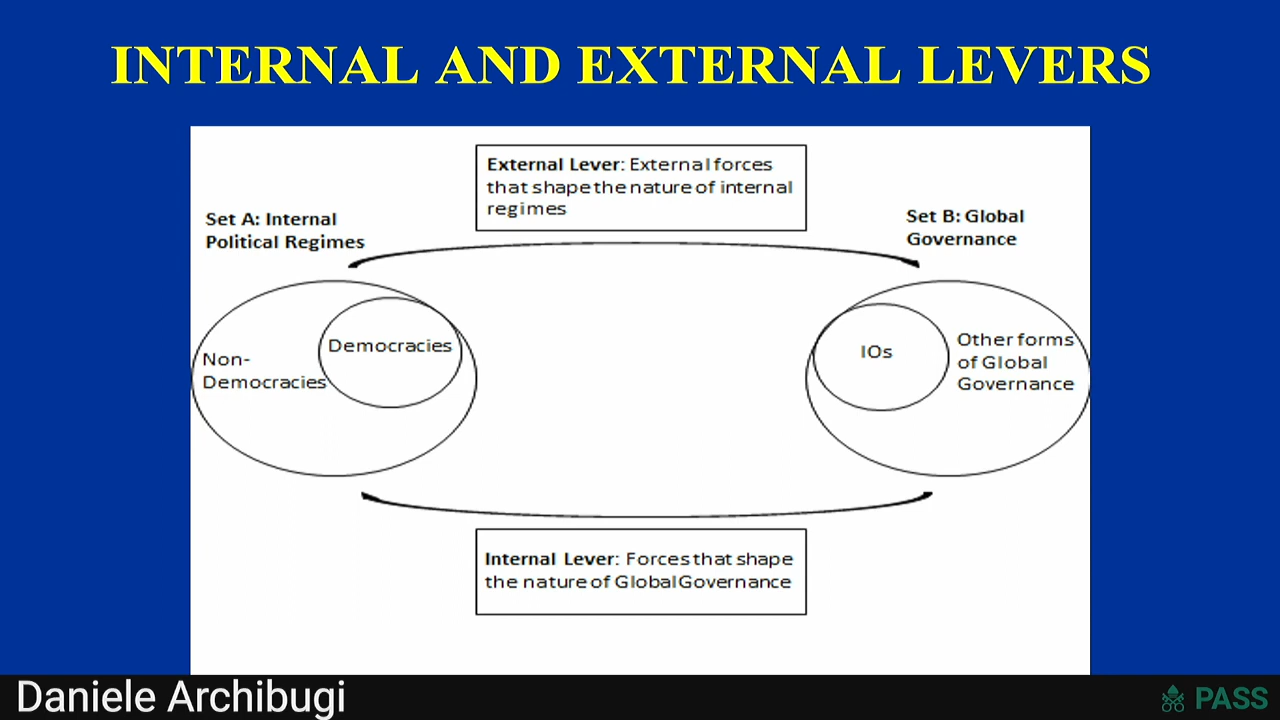 INTERNAL AND EXTERNAL LEVERS
External Lever: External forces
that shape the nature of internal
regimes
Set A: Internal
Political Regimes
Set B: Global
Governance
Non-
Democracies
Democracies
IOs
Other forms
of Global
Governance
Internal Lever: Forces that shape
the nature of Global Governance
Daniele Archibugi
PASS